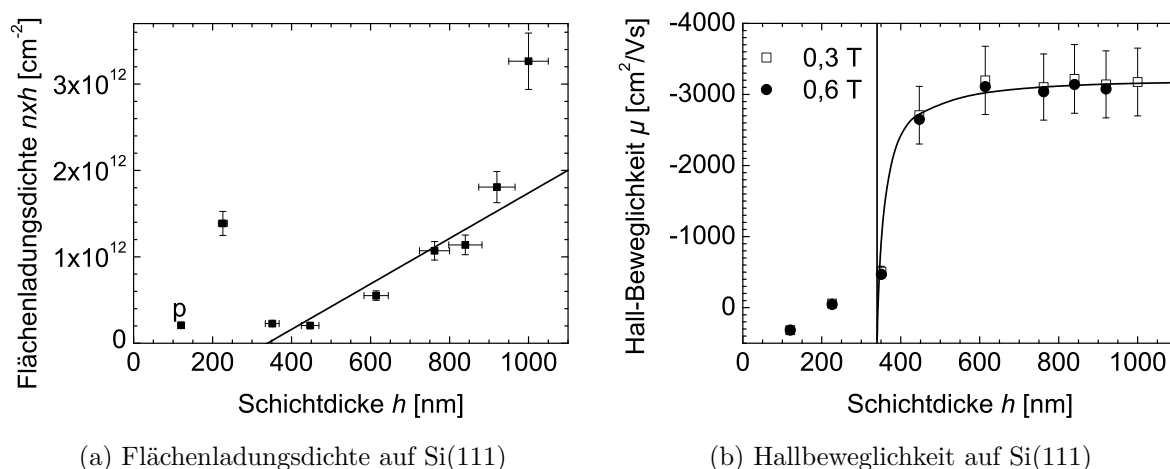 Flächenladungsdichte nxh [cm⁻²]
3x10¹²
2x10¹²
1x10¹²
0
p
0 200 400 600 800 1000
Schichtdicke h [nm]
(a) Flächenladungsdichte auf Si(111)
Hall-Beweglichkeit µ [cm²/Vs]
-4000
-3000
-2000
-1000
0
0,3 T
0,6 T
0 200 400 600 800 1000
Schichtdicke h [nm]
(b) Hallbeweglichkeit auf Si(111)